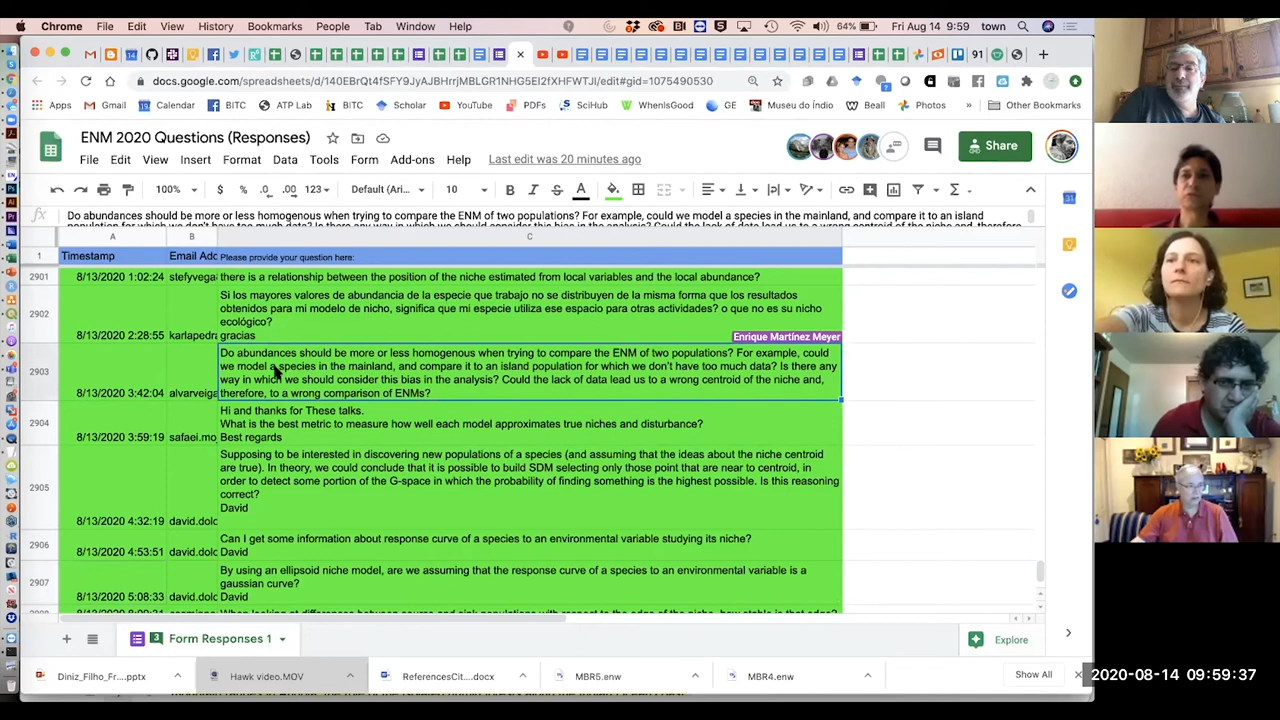 Chrome File Edit View History Bookmarks People Tab Window Help 64% Fri Aug 14 9:59 town
91
docs.google.com/spreadsheets/d/140EBrQt4fSFY9JyAJBHrrjMBLGR1NHG5EI2fXHFWTJI/edit#gid=1075490530
Apps Gmail Calendar BITC ATP Lab BITC Scholar YouTube PDFs SciHub WhenIsGood GE Museu do Índio Beall Photos » Other Bookmarks
ENM 2020 Questions (Responses)
Share
File Edit View Insert Format Data Tools Form Add-ons Help Last edit was 20 minutes ago
100% $ % .0 .00 123 Default (Ari... 10 B I S A
fx Do abundances should be more or less homogenous when trying to compare the ENM of two populations? For example, could we model a species in the mainland, and compare it to an island
A B C
1 Timestamp Email Adc Please provide your question here:
2901 8/13/2020 1:02:24 stefyvega there is a relationship between the position of the niche estimated from local variables and the local abundance?
Si los mayores valores de abundancia de la especie que trabajo no se distribuyen de la misma forma que los resultados
2902 obtenidos para mi modelo de nicho, significa que mi especie utiliza ese espacio para otras actividades? o que no es su nicho
ecológico?
8/13/2020 2:28:55 karlapedra gracias
Enrique Martínez Meyer
Do abundances should be more or less homogenous when trying to compare the ENM of two populations? For example, could
2903 we model a species in the mainland, and compare it to an island population for which we don't have too much data? Is there any
way in which we should consider this bias in the analysis? Could the lack of data lead us to a wrong centroid of the niche and,
8/13/2020 3:42:04 alvarveiga therefore, to a wrong comparison of ENMs?
Hi and thanks for These talks.
2904 What is the best metric to measure how well each model approximates true niches and disturbance?
8/13/2020 3:59:19 safaei.mo Best regards
Supposing to be interested in discovering new populations of a species (and assuming that the ideas about the niche centroid
are true). In theory, we could conclude that it is possible to build SDM selecting only those point that are near to centroid, in
2905 order to detect some portion of the G-space in which the probability of finding something is the highest possible. Is this reasoning
correct?
David
8/13/2020 4:32:19 david.dolc
2906 Can I get some information about response curve of a species to an environmental variable studying its niche?
8/13/2020 4:53:51 david.dolc David
By using an ellipsoid niche model, are we assuming that the response curve of a species to an environmental variable is a
2907 gaussian curve?
8/13/2020 5:08:33 david.dolc David
3 Form Responses 1
Explore
Diniz_Filho_Fr....pptx Hawk video.MOV ReferencesCit....docx MBR5.enw MBR4.enw Show All
2020-08-14 09:59:37